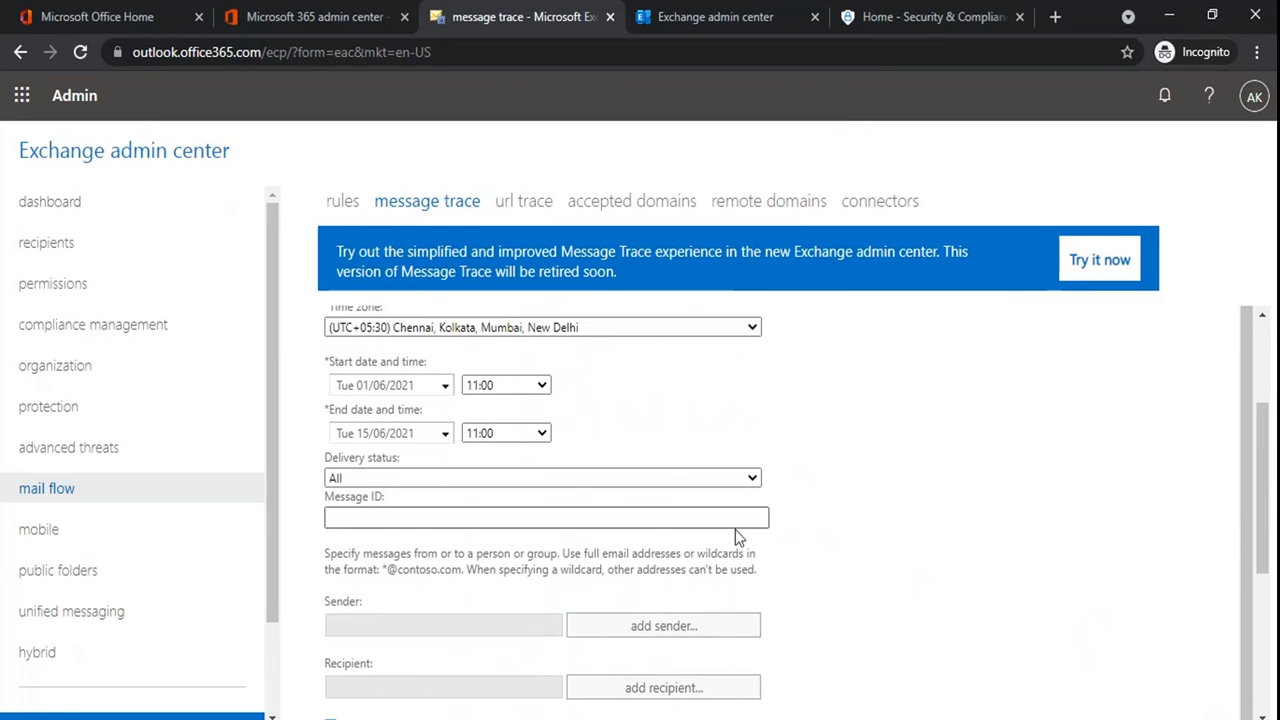 Microsoft Office Home
Microsoft 365 admin center -
message trace - Microsoft Ex
Exchange admin center
Home - Security & Complian
outlook.office365.com/ecp/?form=eac&mkt=en-US
Incognito
Admin
?
AK
Exchange admin center
dashboard
recipients
permissions
compliance management
organization
protection
advanced threats
mail flow
mobile
public folders
unified messaging
hybrid
rules
message trace
url trace
accepted domains
remote domains
connectors
Try out the simplified and improved Message Trace experience in the new Exchange admin center. This
version of Message Trace will be retired soon.
Try it now
Time zone:
(UTC+05:30) Chennai, Kolkata, Mumbai, New Delhi
*Start date and time:
Tue 01/06/2021
11:00
*End date and time:
Tue 15/06/2021
11:00
Delivery status:
All
Message ID:
Specify messages from or to a person or group. Use full email addresses or wildcards in
the format: *@contoso.com. When specifying a wildcard, other addresses can't be used.
Sender:
add sender...
Recipient:
add recipient...